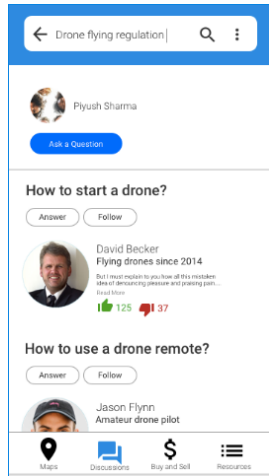 Drone flying regulation
Piyush Sharma
Ask a Question
How to start a drone?
Answer Follow
David Becker
Flying drones since 2014
But I must explain to you how all this mistaken
idea of denouncing pleasure and praising pain...
Read More
125 37
How to use a drone remote?
Answer Follow
Jason Flynn
Amateur drone pilot
Maps Discussions Buy and Sell Resources